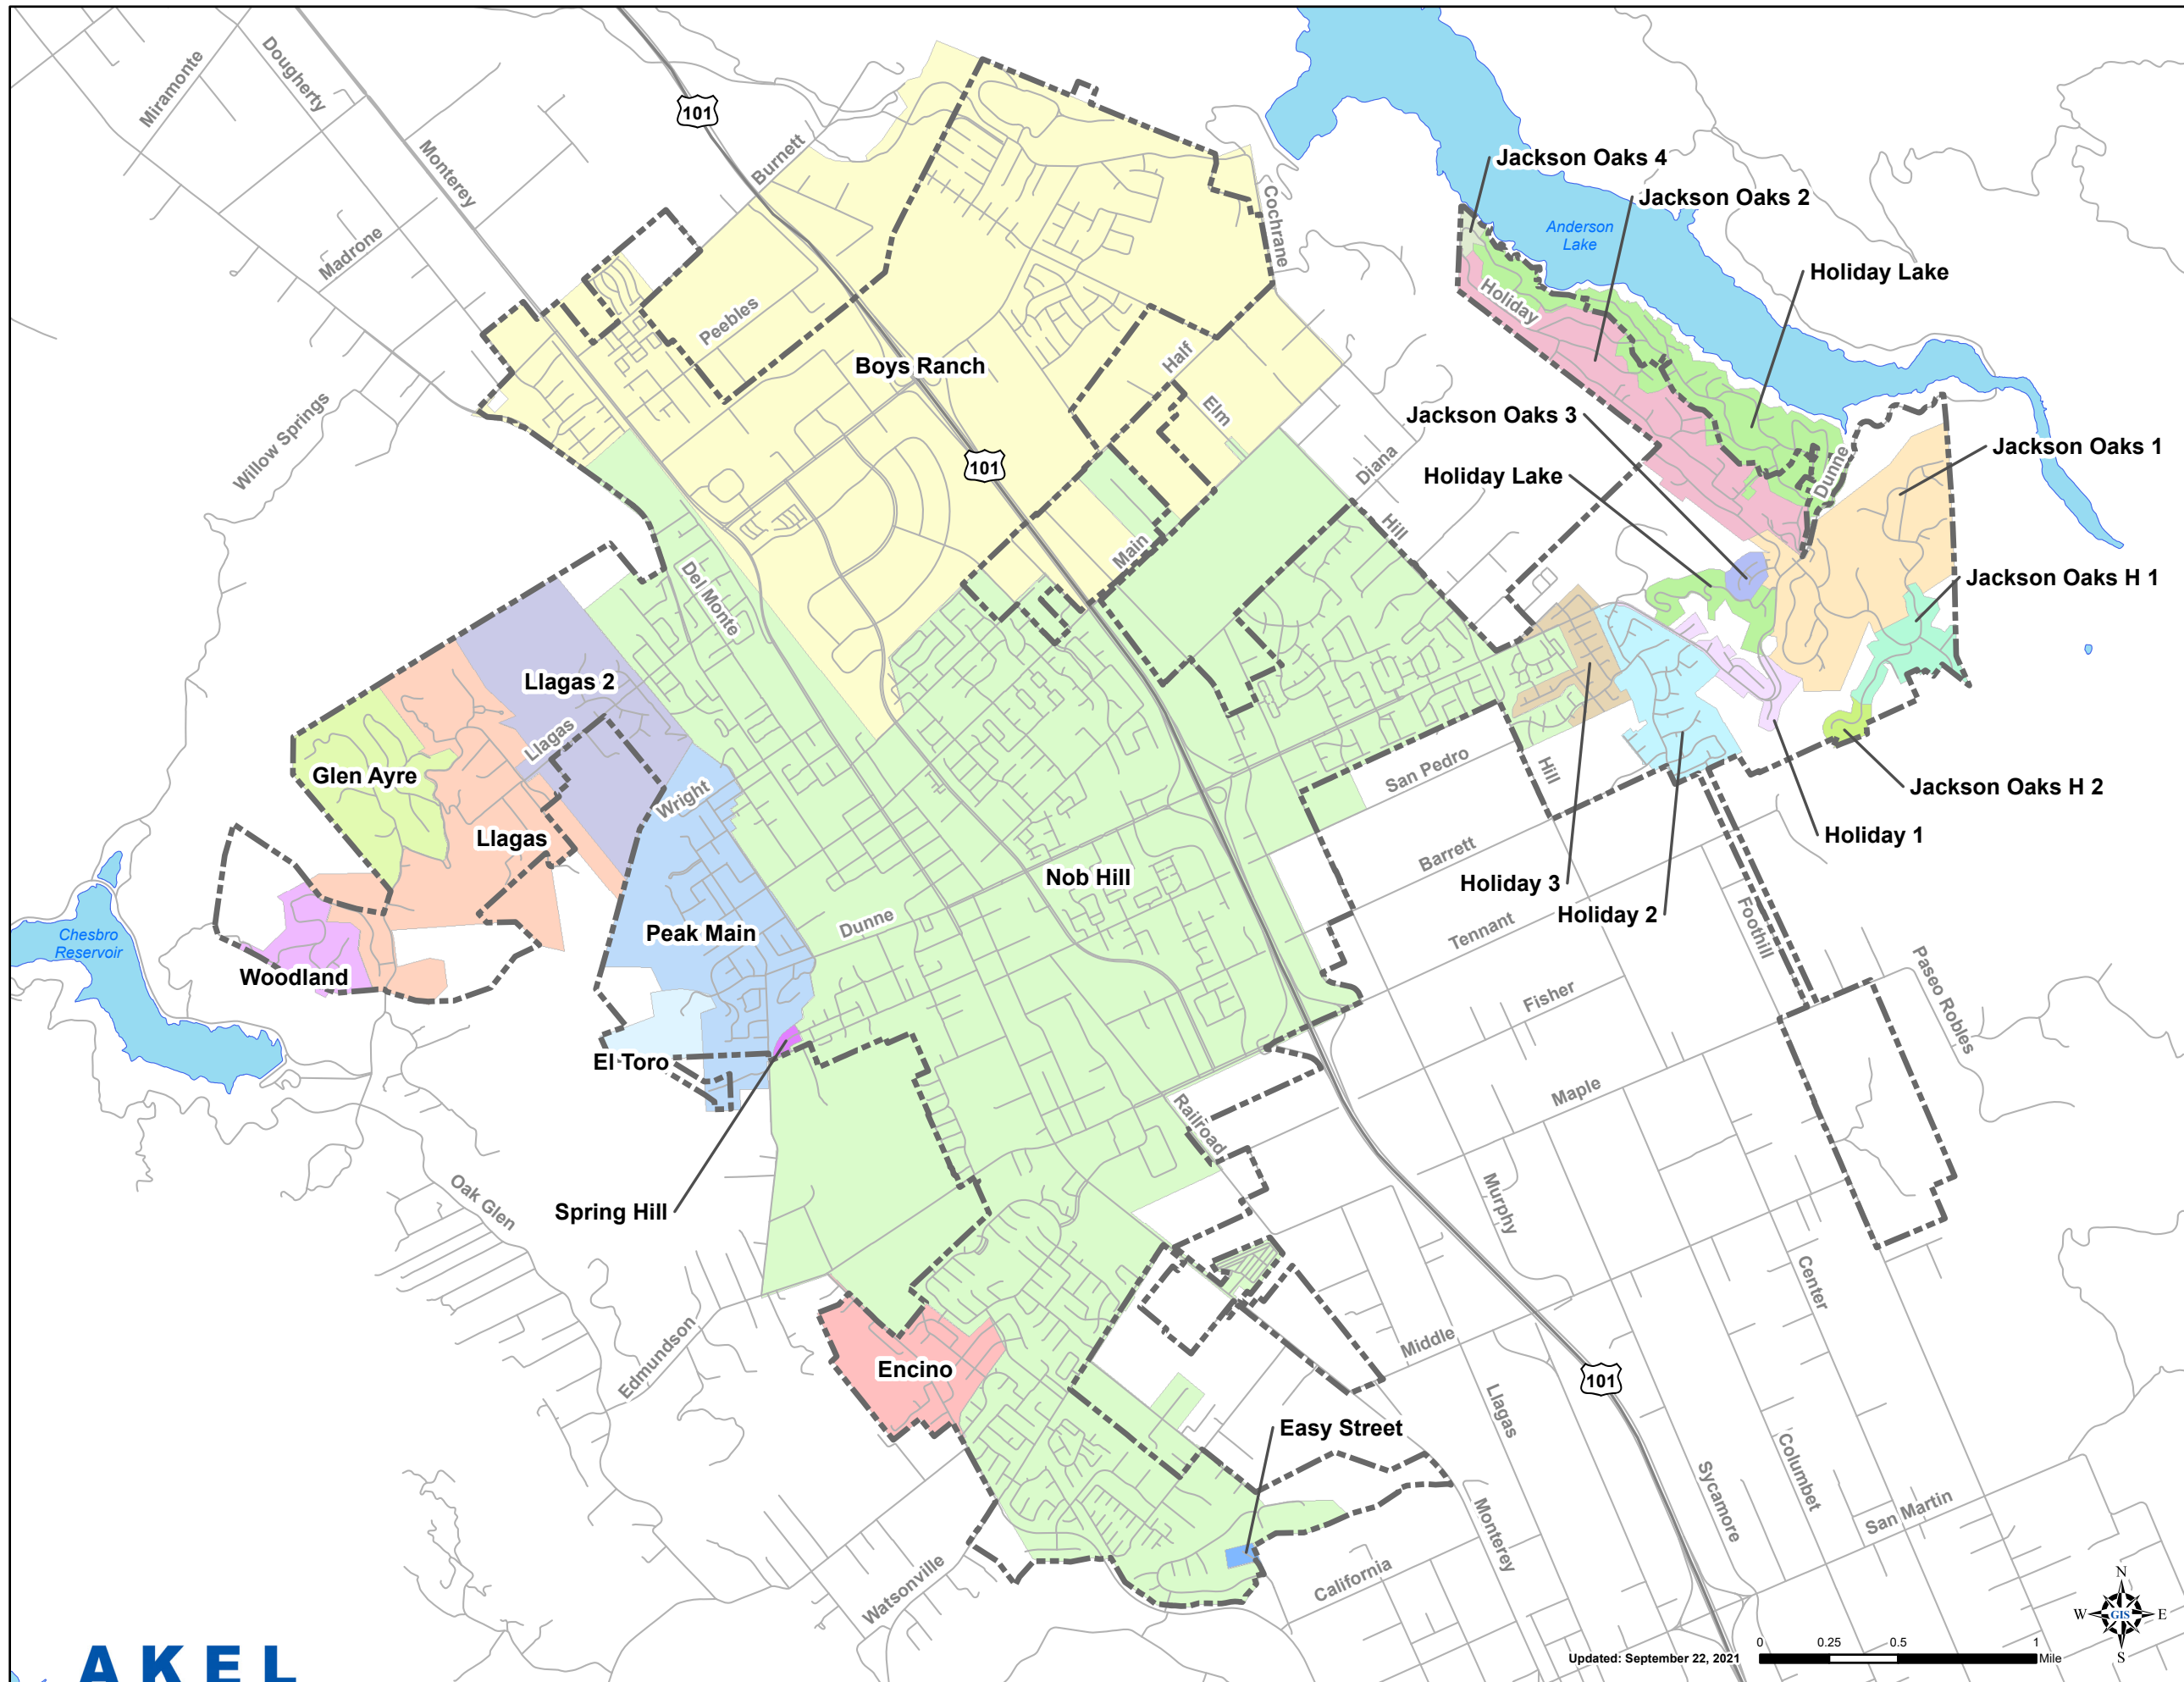 Miramonte
Dougherty
101
Monterey
Burnett
Cochrane
Madrone
Jackson Oaks 4
Jackson Oaks 2
Anderson
Lake
Holiday Lake
Holiday
Peebles
Half
Boys Ranch
Elm
Willow Springs
Jackson Oaks 3
Jackson Oaks 1
101
Diana
Holiday Lake
Dunne
Hill
Main
Del Monte
Jackson Oaks H 1
Llagas 2
Llagas
Glen Ayre
Wright
San Pedro
Hill
Jackson Oaks H 2
Llagas
Holiday 1
Barrett
Nob Hill
Holiday 3
Holiday 2
Dunne
Peak Main
Tennant
Foothill
Chesbro
Reservoir
Woodland
Fisher
Paseo Robles
El Toro
Maple
Railroad
Oak Glen
Spring Hill
Murphy
Center
Edmundson
Middle
Encino
101
Llagas
Easy Street
Columbet
Sycamore
San Martin
Monterey
Watsonville
California
N
W
GIS
E
S
0 0.25 0.5 1
Mile
Updated: September 22, 2021
AKEL